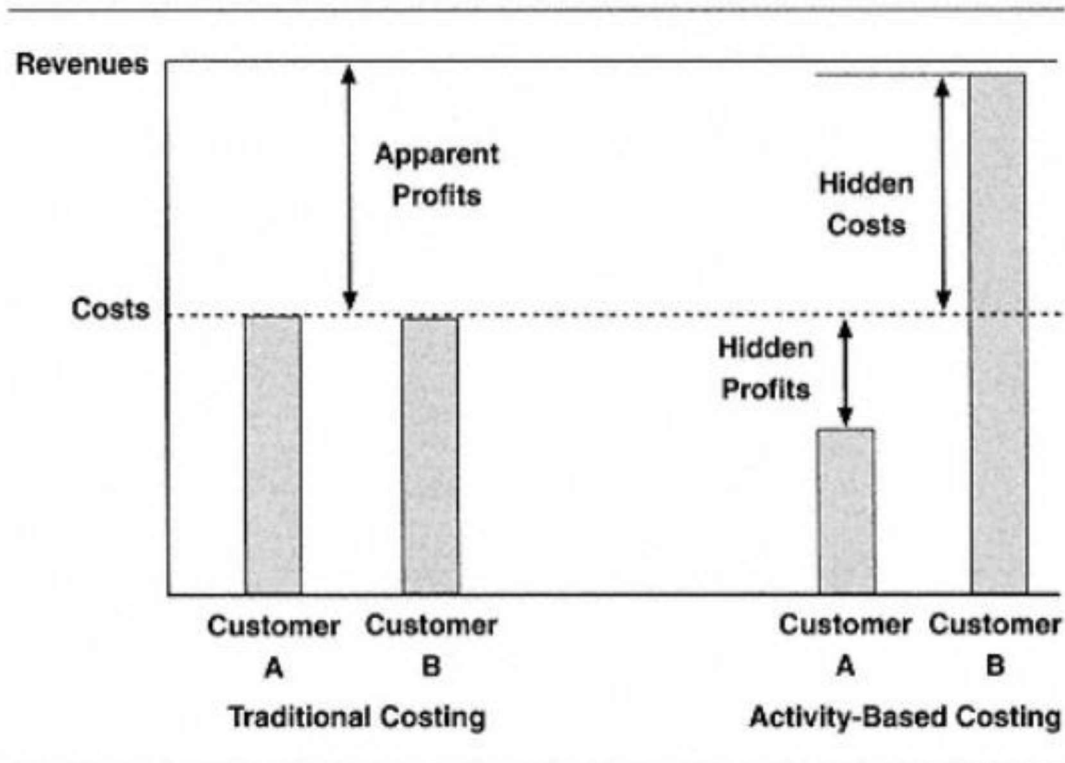 Revenues
Apparent
Profits
Hidden
Costs
Costs
Hidden
Profits
Customer Customer
A B
Traditional Costing
Customer Customer
A B
Activity-Based Costing